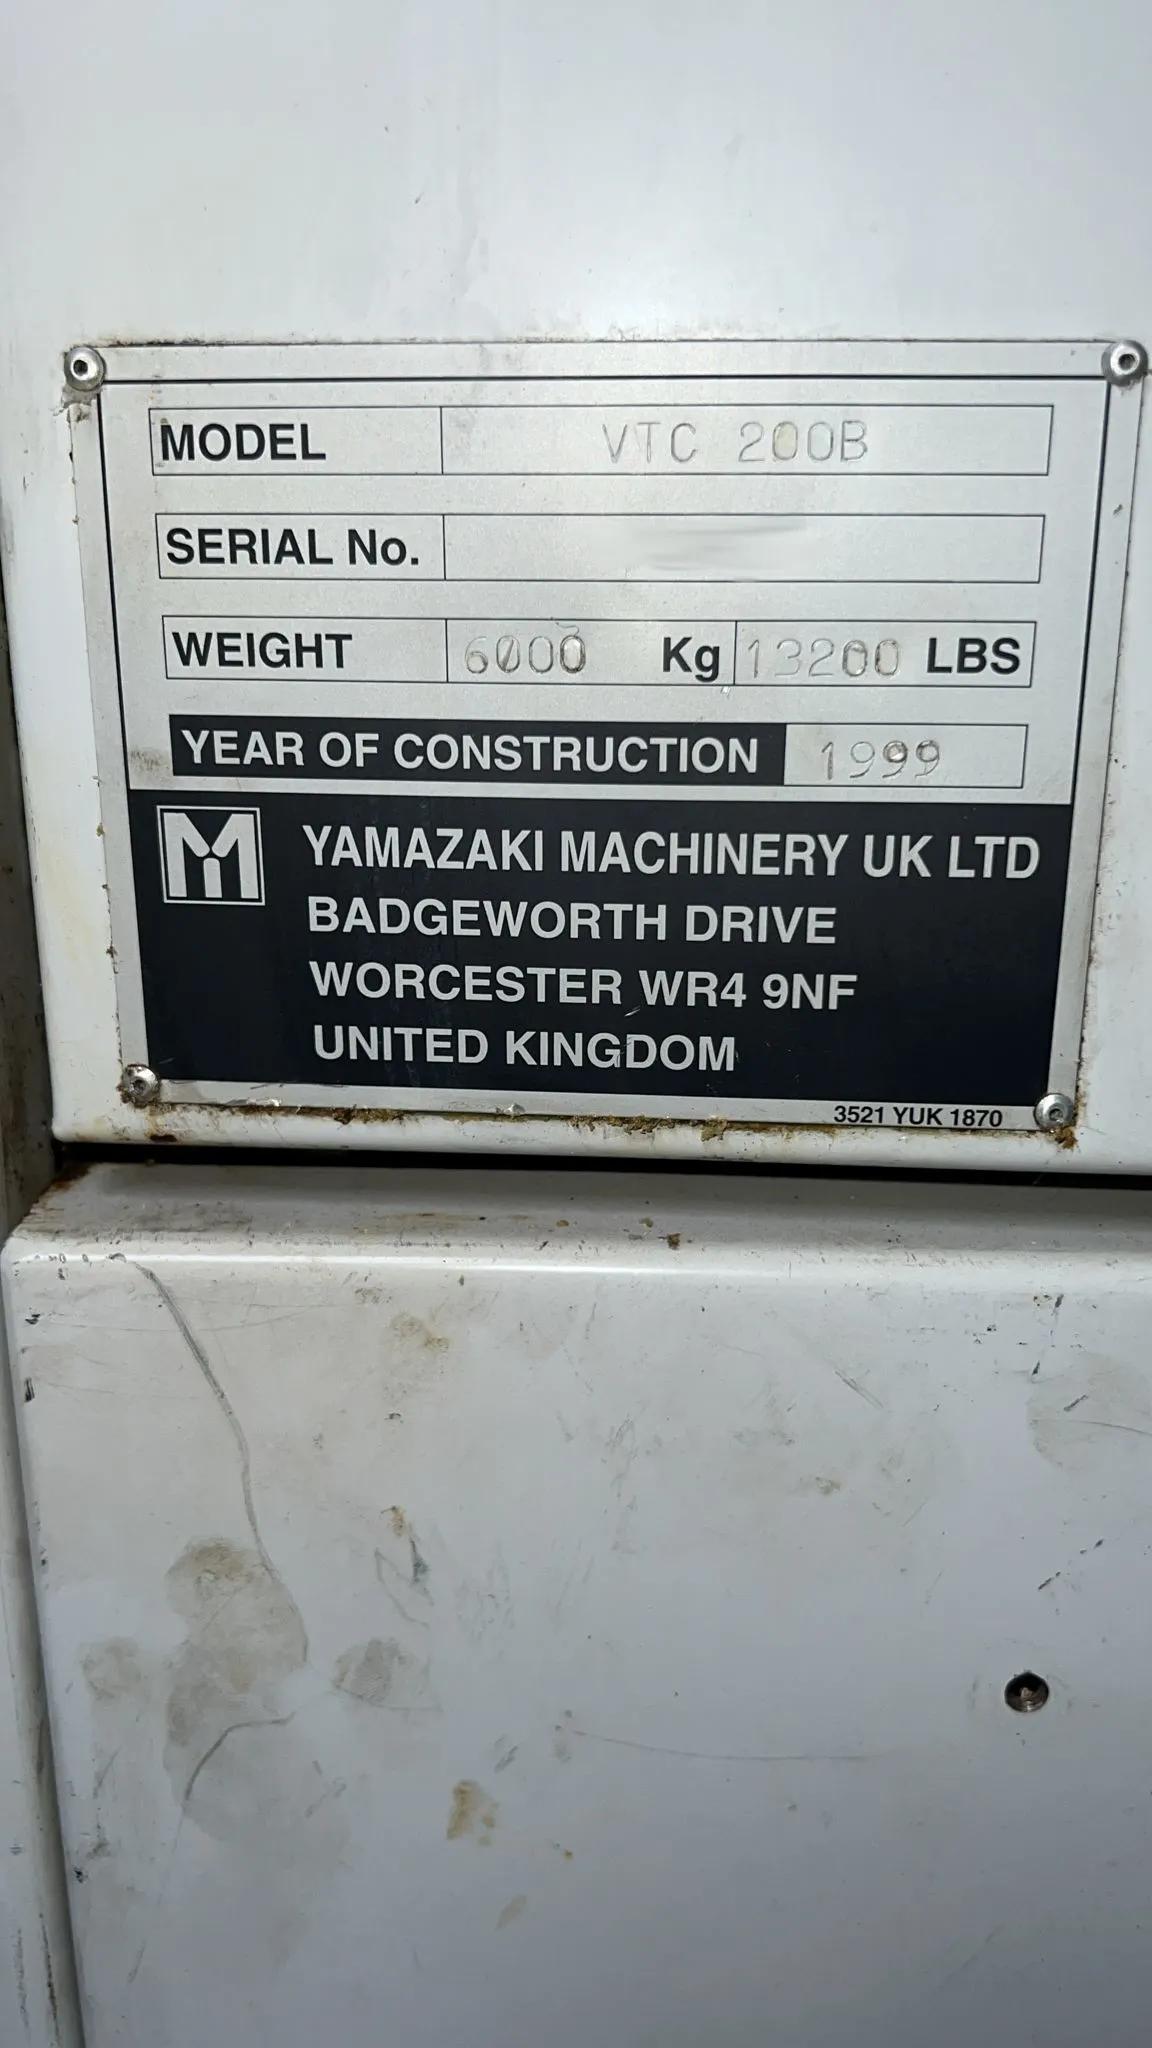 MODEL VTC 200B
SERIAL No.
WEIGHT 6000 Kg 13200 LBS
YEAR OF CONSTRUCTION 1999
M YAMAZAKI MACHINERY UK LTD
BADGEWORTH DRIVE
WORCESTER WR4 9NF
UNITED KINGDOM
3521 YUK 1870